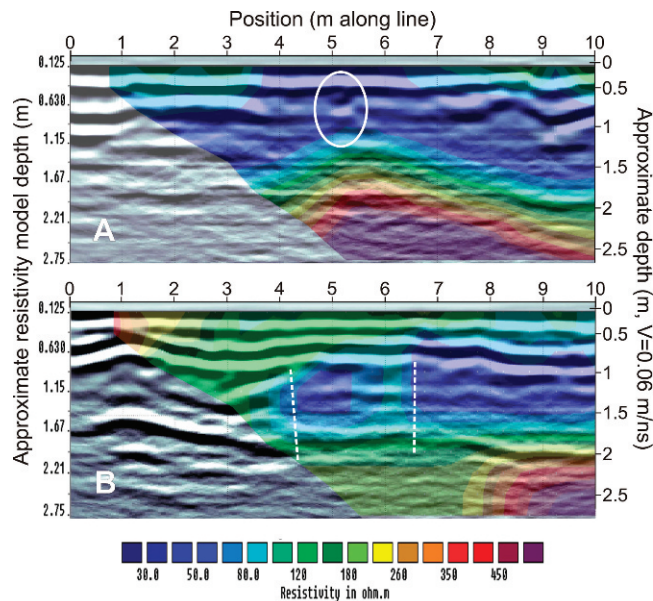 Position (m along line)
0 1 2 3 4 5 6 7 8 9 10
Approximate resistivity model depth (m)
0.125
0.630
1.15
1.67
2.21
2.75
A
0
0.5
1
1.5
2
2.5
Approximate depth (m, V=0.06 m/ns)
0 1 2 3 4 5 6 7 8 9 10
0.125
0.630
1.15
1.67
2.21
2.75
B
0
0.5
1
1.5
2
2.5
30.0 50.0 80.0 120 180 260 350 450
Resistivity in ohm.m